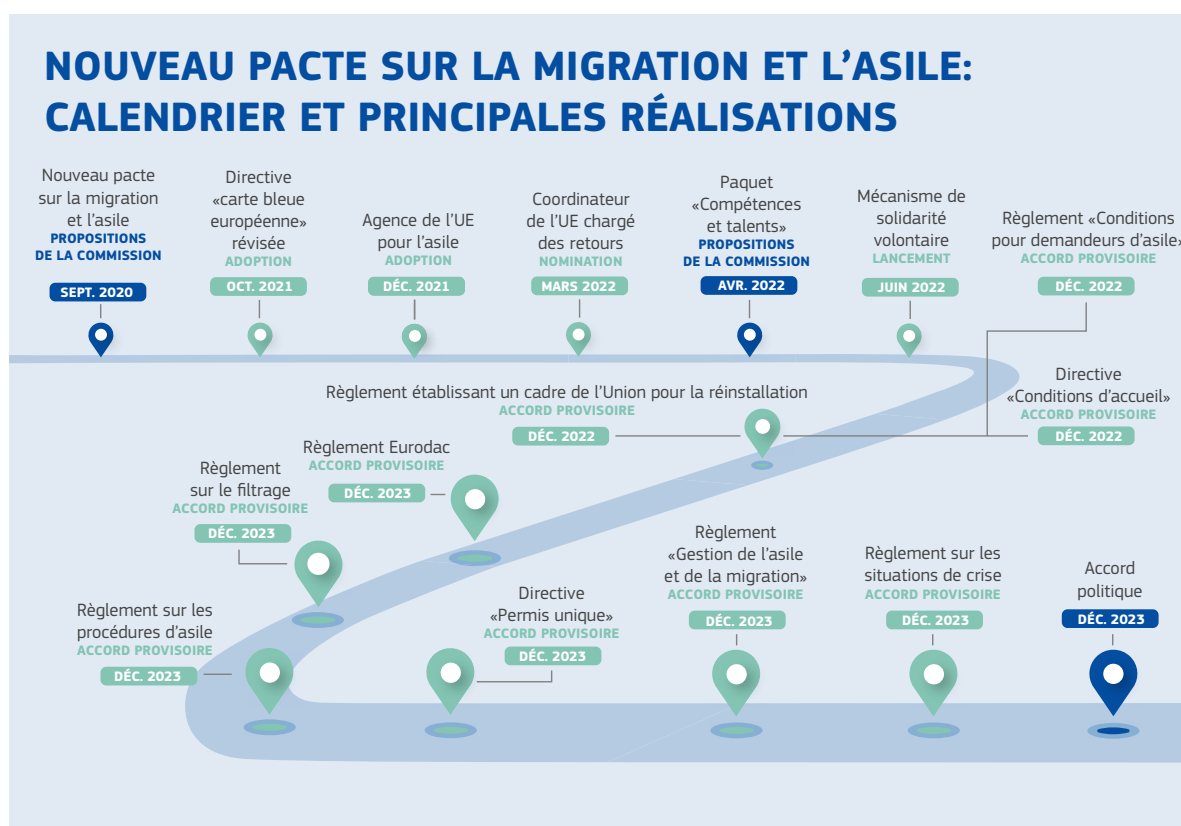 NOUVEAU PACTE SUR LA MIGRATION ET L'ASILE:
CALENDRIER ET PRINCIPALES RÉALISATIONS
Nouveau pacte
sur la migration
et l'asile
PROPOSITIONS
DE LA COMMISSION
SEPT. 2020
Directive
«carte bleue
européenne»
révisée
ADOPTION
OCT. 2021
Agence de l'UE
pour l'asile
ADOPTION
DÉC. 2021
Coordinateur
de l'UE chargé
des retours
NOMINATION
MARS 2022
Paquet
«Compétences
et talents»
PROPOSITIONS
DE LA COMMISSION
AVR. 2022
Mécanisme de
solidarité
volontaire
LANCEMENT
JUIN 2022
Règlement «Conditions
pour demandeurs d'asile»
ACCORD PROVISOIRE
DÉC. 2022
Règlement établissant un cadre de l'Union pour la réinstallation
ACCORD PROVISOIRE
DÉC. 2022
Directive
«Conditions d'accueil»
ACCORD PROVISOIRE
DÉC. 2022
Règlement Eurodac
ACCORD PROVISOIRE
DÉC. 2023
Règlement
sur le filtrage
ACCORD PROVISOIRE
DÉC. 2023
Règlement sur les
procédures d'asile
ACCORD PROVISOIRE
DÉC. 2023
Directive
«Permis unique»
ACCORD PROVISOIRE
DÉC. 2023
Règlement
«Gestion de l'asile
et de la migration»
ACCORD PROVISOIRE
DÉC. 2023
Règlement sur les
situations de crise
ACCORD PROVISOIRE
DÉC. 2023
Accord
politique
DÉC. 2023